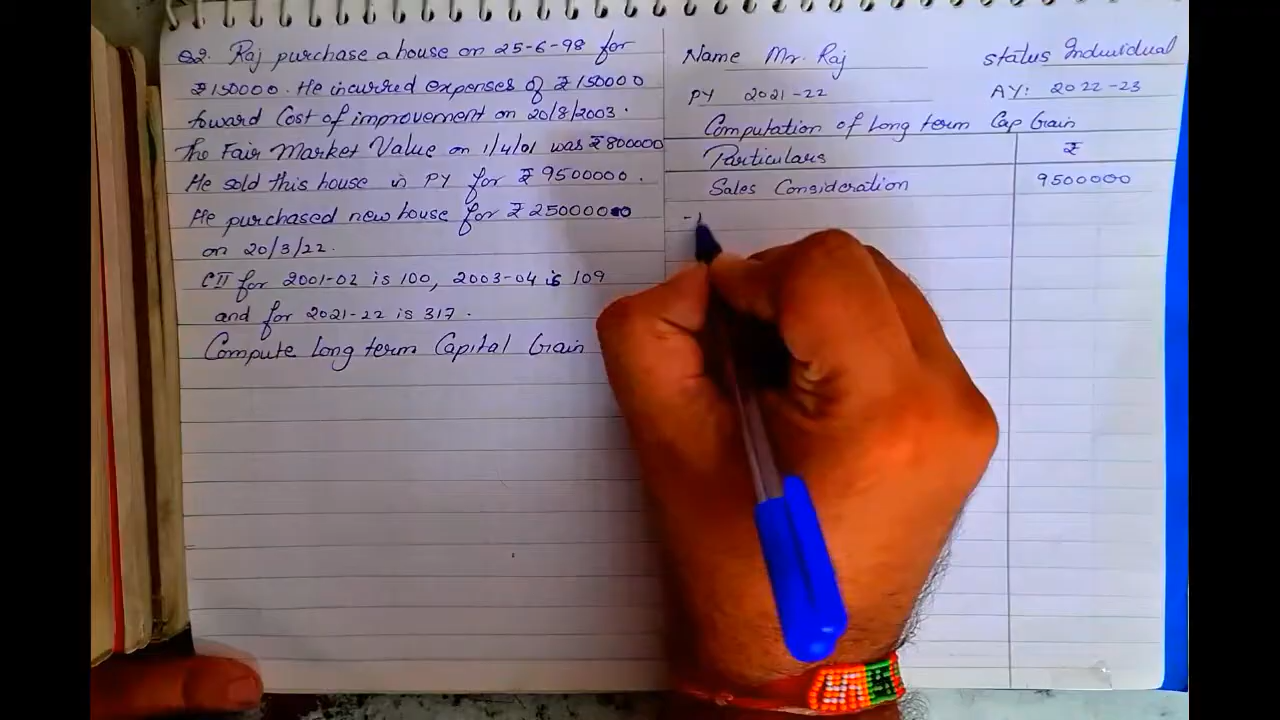 Q2. Raj purchase a house on 25-6-98 for
₹150000. He incurred expenses of ₹150000
toward Cost of improvement on 20/8/2003.
The Fair Market Value on 1/4/01 was ₹800000
He sold this house in PY for ₹9500000.
He purchased new house for ₹25000000
on 20/3/22.
CII for 2001-02 is 100, 2003-04 is 109
and for 2021-22 is 317.
Compute Long term Capital Gain
Name Mr. Raj status Individual
PY 2021-22 AY: 2022-23
Computation of Long term Cap Gain
Particulars ₹
Sales Consideration 9500000